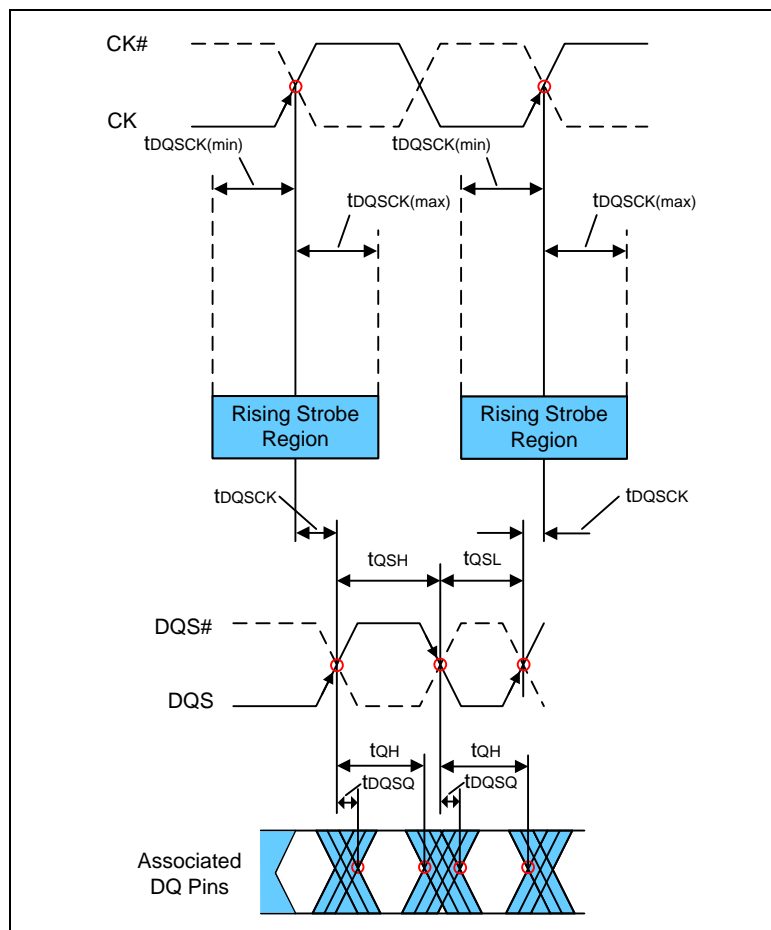 CK#
CK
tDQSCK(min)
tDQSCK(min)
tDQSCK(max)
tDQSCK(max)
Rising Strobe
Region
Rising Strobe
Region
tDQSCK
tDQSCK
tQSH
tQSL
DQS#
DQS
tQH
tQH
tDQSQ
tDQSQ
Associated
DQ Pins